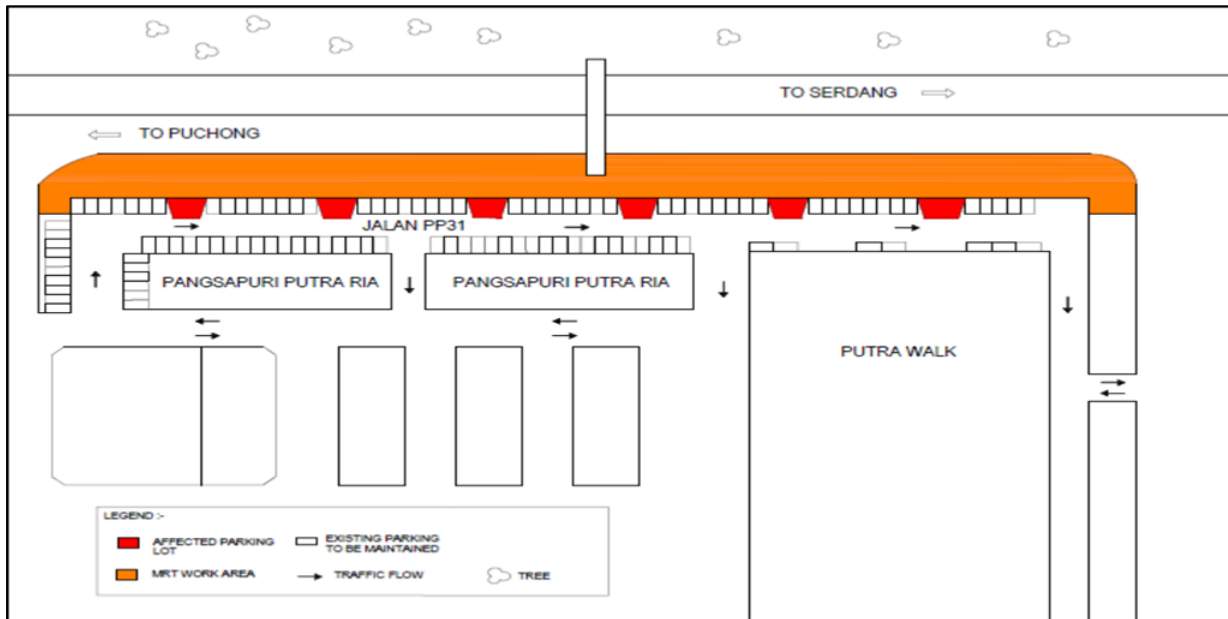 TO SERDANG
TO PUCHONG
JALAN PP31
PANGSAPURI PUTRA RIA
PANGSAPURI PUTRA RIA
PUTRA WALK
LEGEND :-
AFFECTED PARKING
LOT
EXISTING PARKING
TO BE MAINTAINED
MRT WORK AREA
TRAFFIC FLOW
TREE